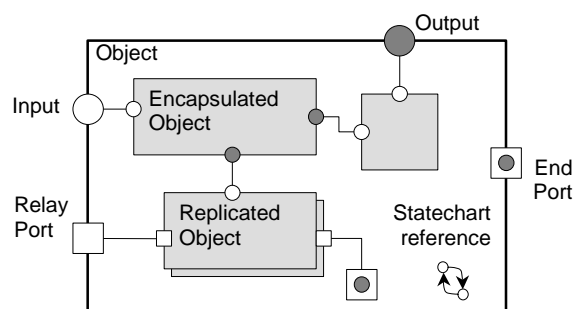 Output
Object
Input
Encapsulated
Object
End
Port
Relay
Port
Replicated
Object
Statechart
reference